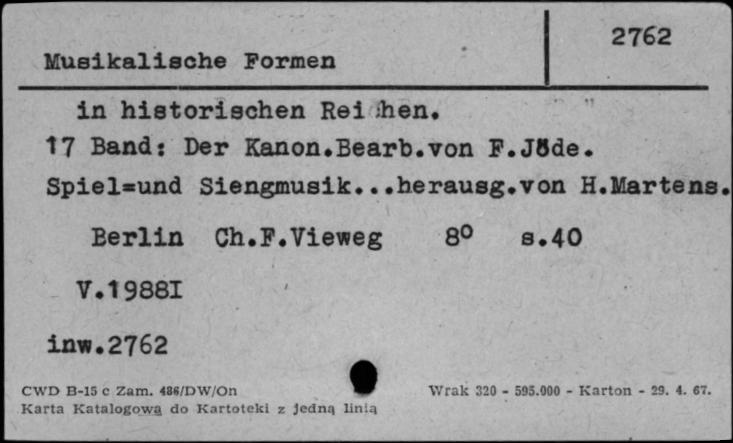 2762
Musikalische Formen
in historischen Reichen.
17 Band: Der Kanon.Bearb.von F.Jöde.
Spiel=und Siengmusik...herausg.von H.Martens.
Berlin Ch.F.Vieweg 8° s.40
V.1988I
inw.2762
CWD B-15 c Zam. 486/DW/On Wrak 320 - 595.000 - Karton - 29. 4. 67.
Karta Katalogowa do Kartoteki z jedną linią